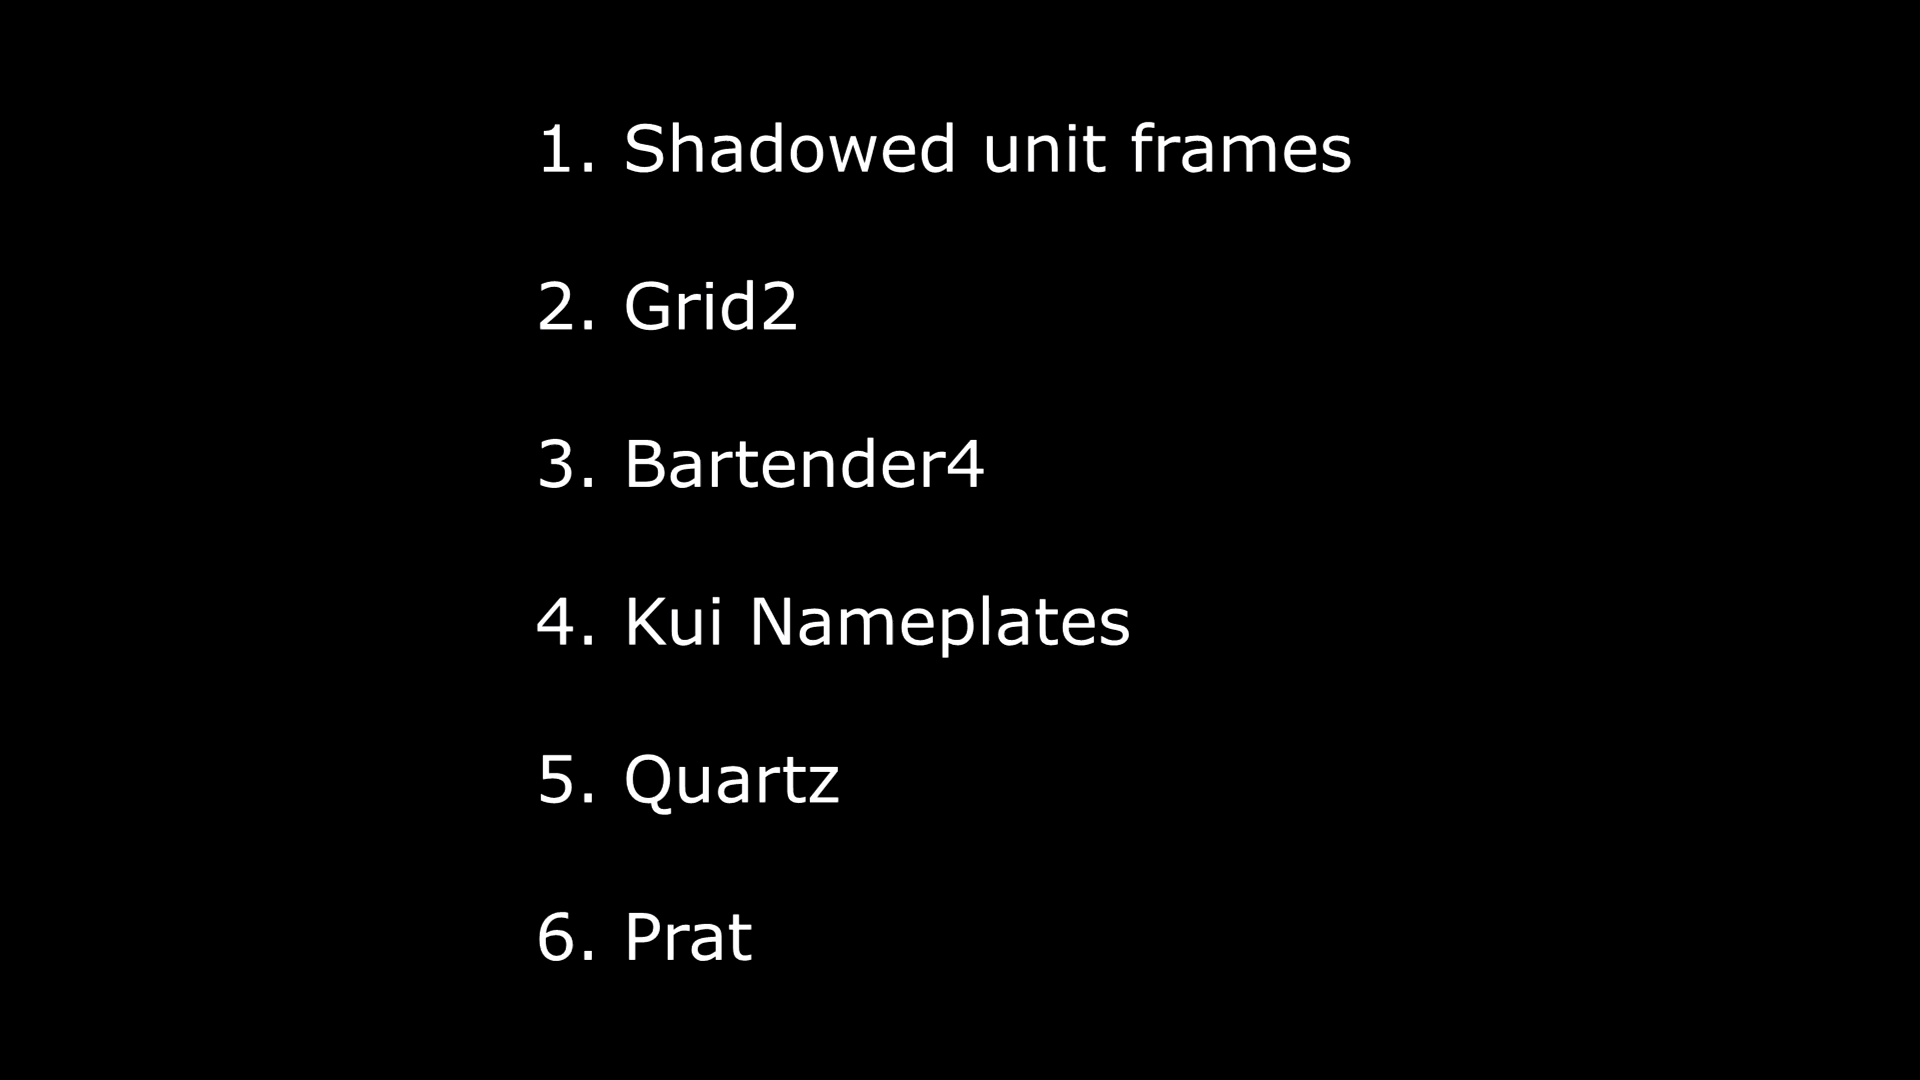 1. Shadowed unit frames
2. Grid2
3. Bartender4
4. Kui Nameplates
5. Quartz
6. Prat